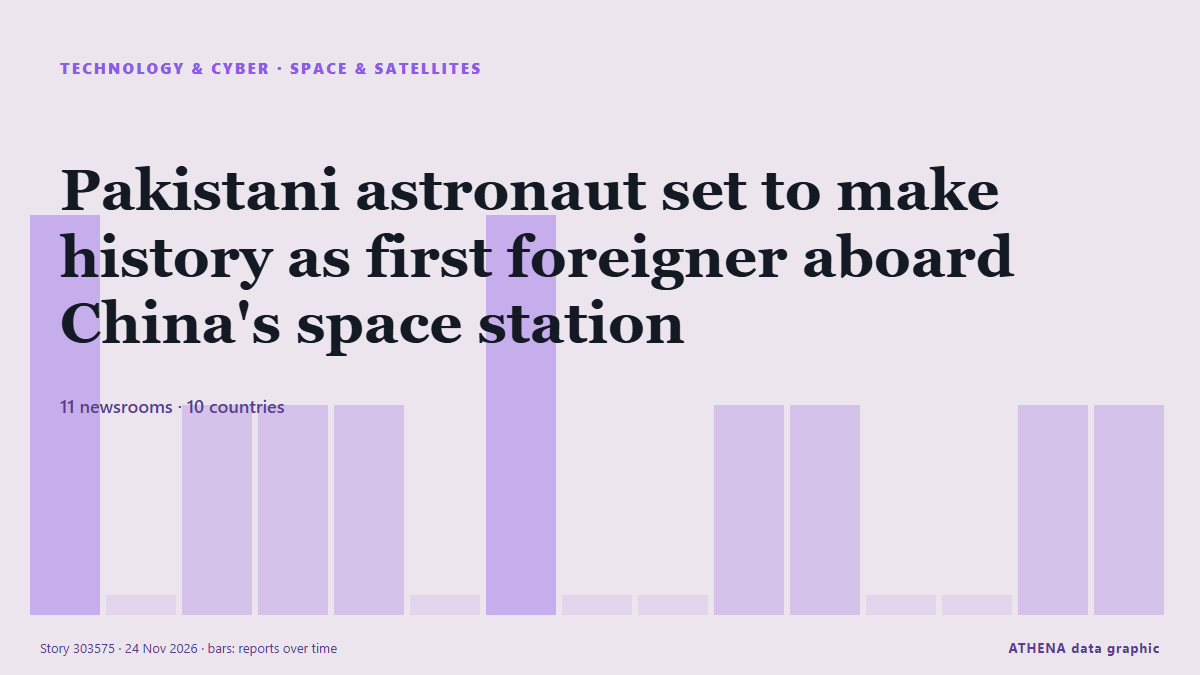 TECHNOLOGY & CYBER · SPACE & SATELLITES
Pakistani astronaut set to make
history as first foreigner aboard
China's space station
11 newsrooms · 10 countries
Story 303575 · 24 Nov 2026 · bars: reports over time
ATHENA data graphic